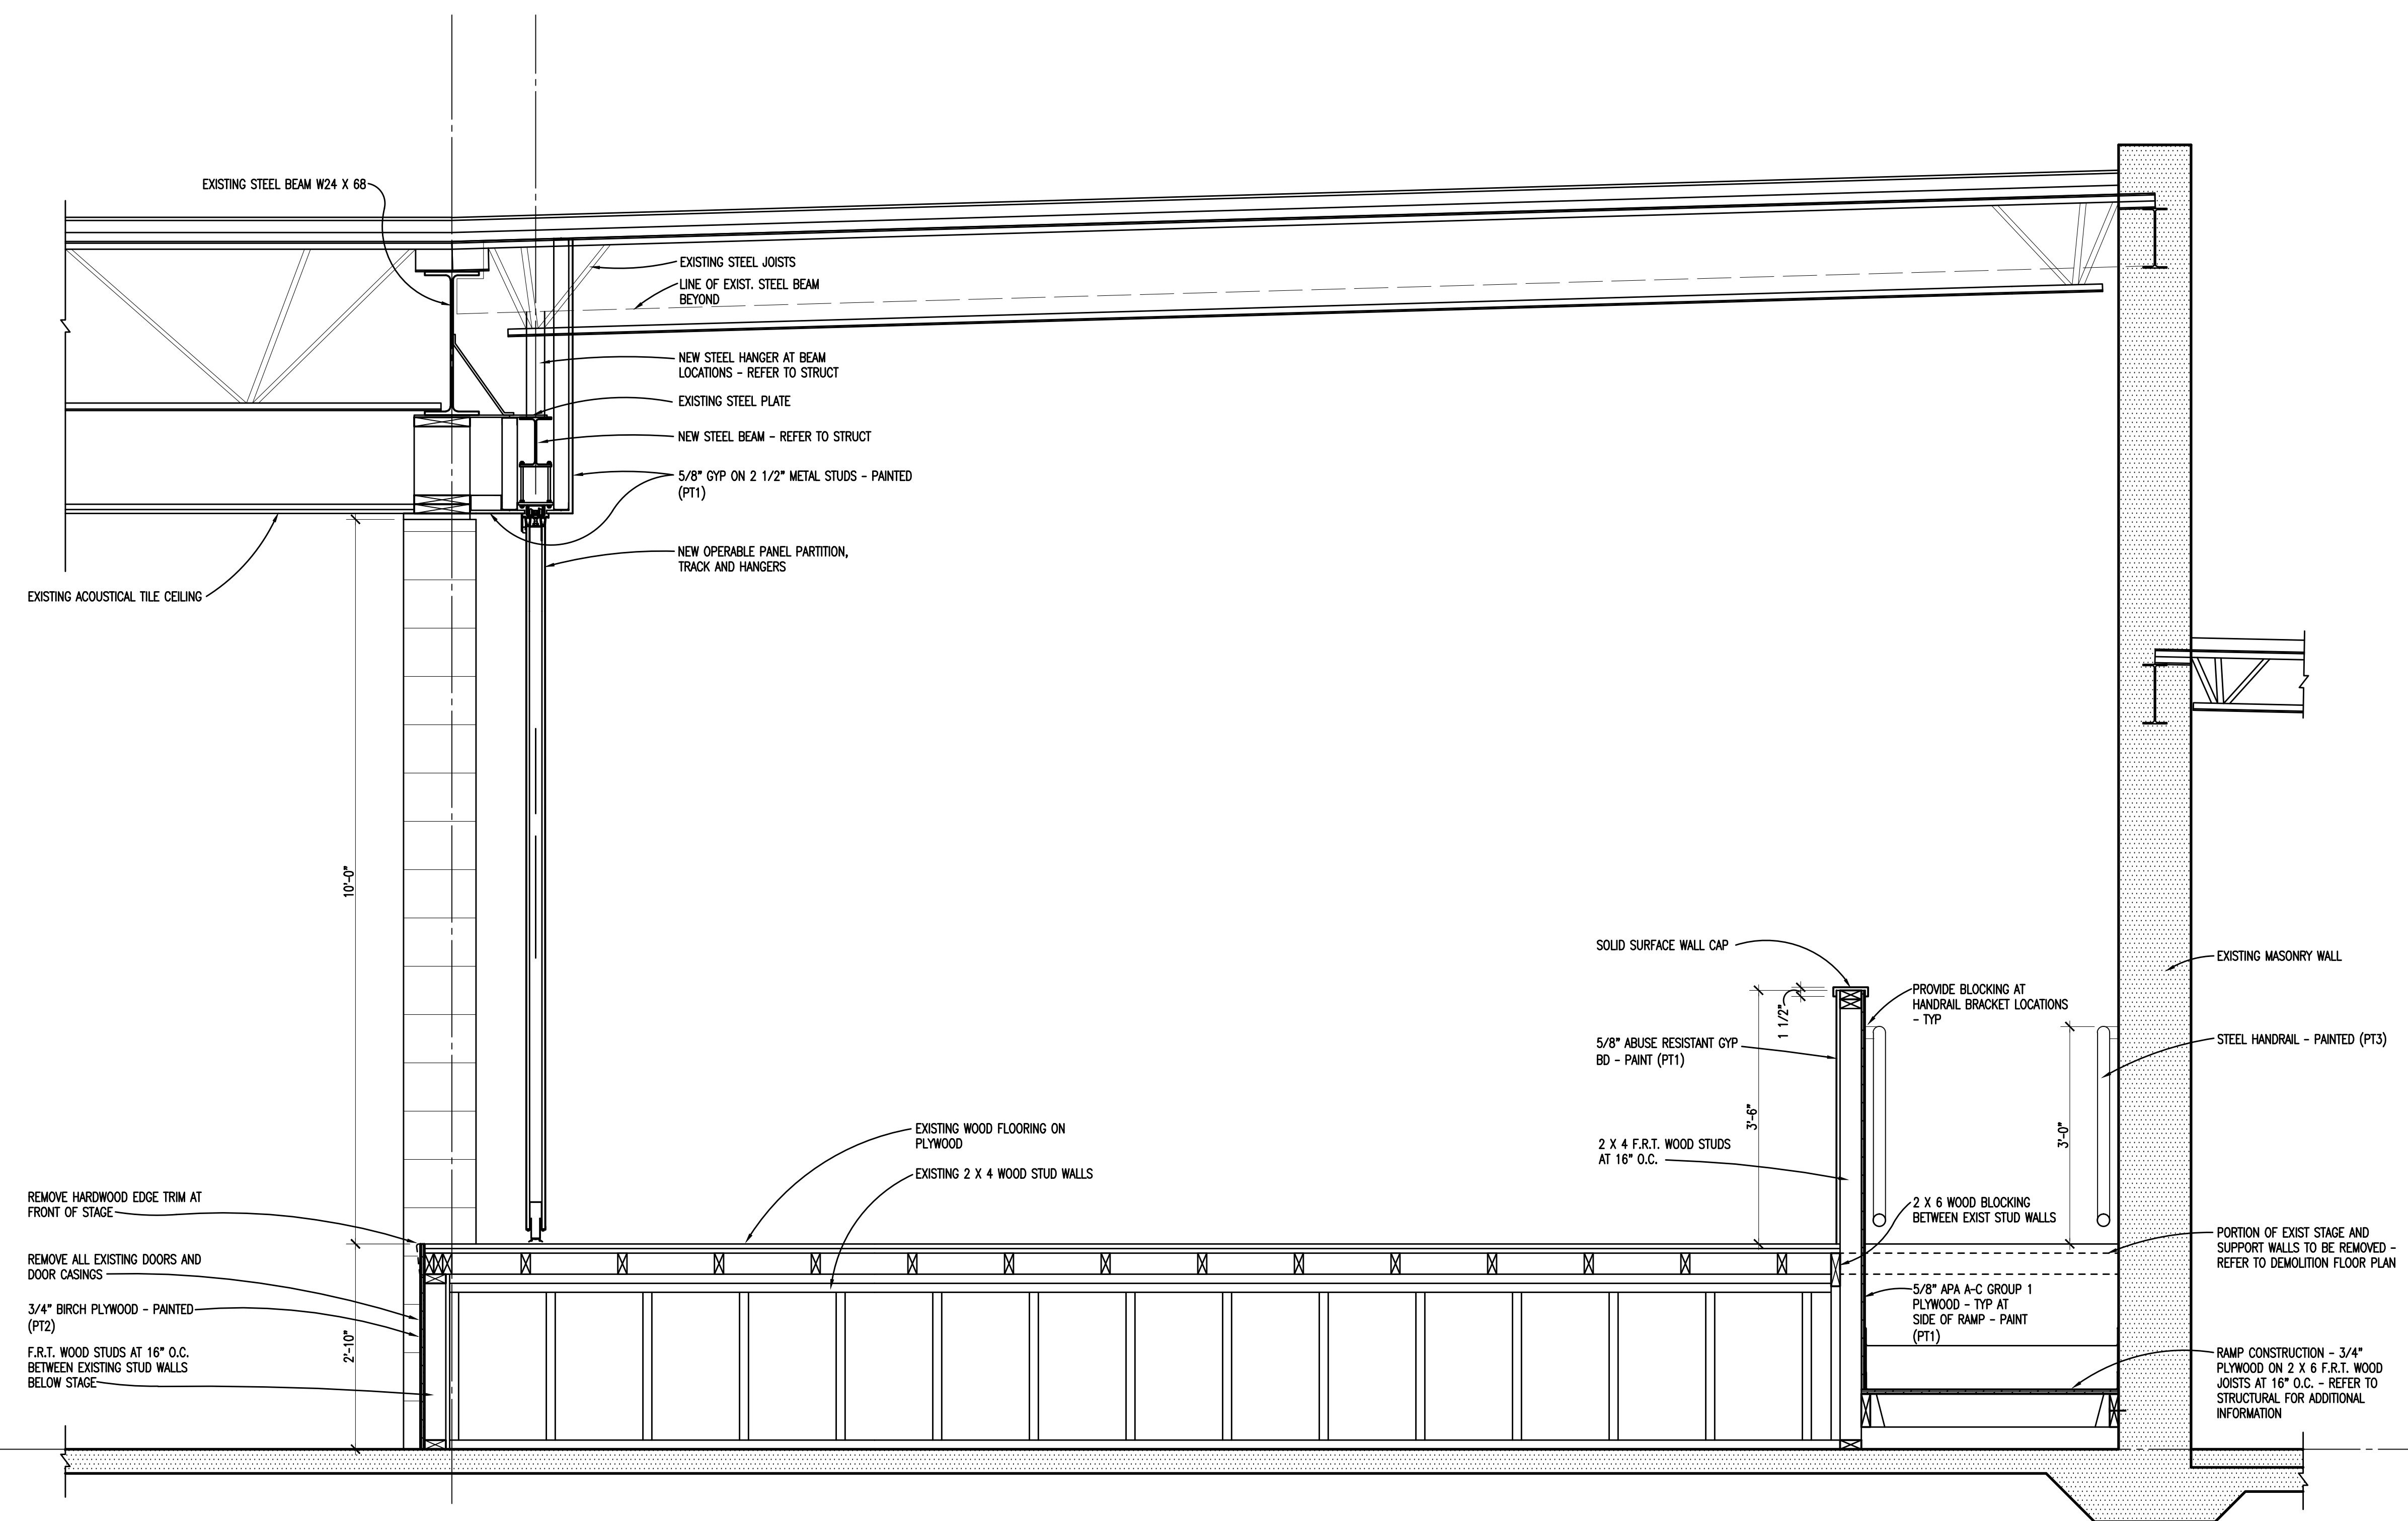 EXISTING STEEL BEAM W24 X 68
EXISTING STEEL JOISTS
LINE OF EXIST. STEEL BEAM
BEYOND
NEW STEEL HANGER AT BEAM
LOCATIONS - REFER TO STRUCT
EXISTING STEEL PLATE
NEW STEEL BEAM - REFER TO STRUCT
5/8" GYP ON 2 1/2" METAL STUDS - PAINTED
(PT1)
NEW OPERABLE PANEL PARTITION,
TRACK AND HANGERS
EXISTING ACOUSTICAL TILE CEILING
10'-0"
SOLID SURFACE WALL CAP
EXISTING MASONRY WALL
PROVIDE BLOCKING AT
HANDRAIL BRACKET LOCATIONS
- TYP
1 1/2"
5/8" ABUSE RESISTANT GYP
BD - PAINT (PT1)
STEEL HANDRAIL - PAINTED (PT3)
3'-6"
3'-0"
EXISTING WOOD FLOORING ON
PLYWOOD
2 X 4 F.R.T. WOOD STUDS
AT 16" O.C.
EXISTING 2 X 4 WOOD STUD WALLS
REMOVE HARDWOOD EDGE TRIM AT
FRONT OF STAGE
2 X 6 WOOD BLOCKING
BETWEEN EXIST STUD WALLS
PORTION OF EXIST STAGE AND
SUPPORT WALLS TO BE REMOVED -
REFER TO DEMOLITION FLOOR PLAN
REMOVE ALL EXISTING DOORS AND
DOOR CASINGS
5/8" APA A-C GROUP 1
PLYWOOD - TYP AT
SIDE OF RAMP - PAINT
(PT1)
3/4" BIRCH PLYWOOD - PAINTED
(PT2)
2'-10"
F.R.T. WOOD STUDS AT 16" O.C.
BETWEEN EXISTING STUD WALLS
BELOW STAGE
RAMP CONSTRUCTION - 3/4"
PLYWOOD ON 2 X 6 F.R.T. WOOD
JOISTS AT 16" O.C. - REFER TO
STRUCTURAL FOR ADDITIONAL
INFORMATION